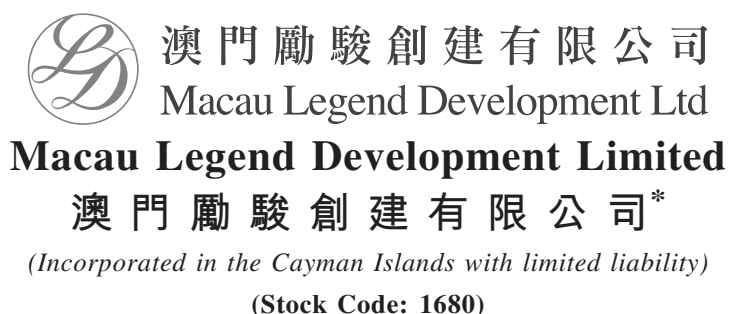 LD
澳門勵駿創建有限公司
Macau Legend Development Ltd
Macau Legend Development Limited
澳門勵駿創建有限公司*
(Incorporated in the Cayman Islands with limited liability)
(Stock Code: 1680)